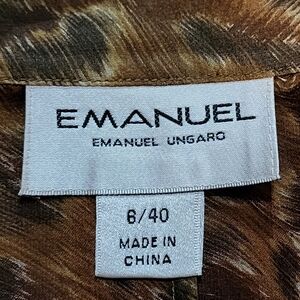 EMANUEL
EMANUEL UNGARO
6/40
MADE IN
CHINA